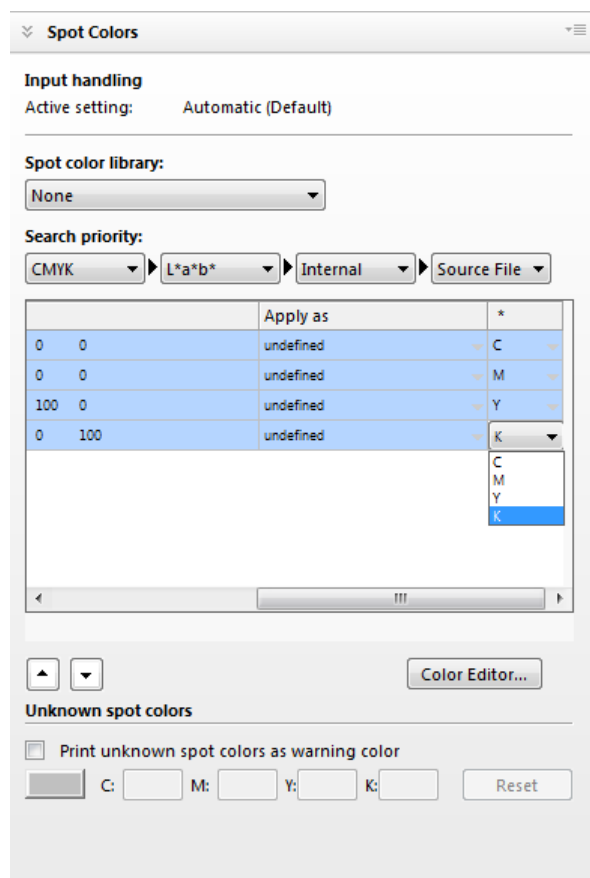 Spot Colors
Input handling
Active setting: Automatic (Default)
Spot color library:
None
Search priority:
CMYK L*a*b* Internal Source File
Apply as *
0 0 undefined C
0 0 undefined M
100 0 undefined Y
0 100 undefined K
C
M
Y
K
Color Editor...
Unknown spot colors
Print unknown spot colors as warning color
C: M: Y: K: Reset